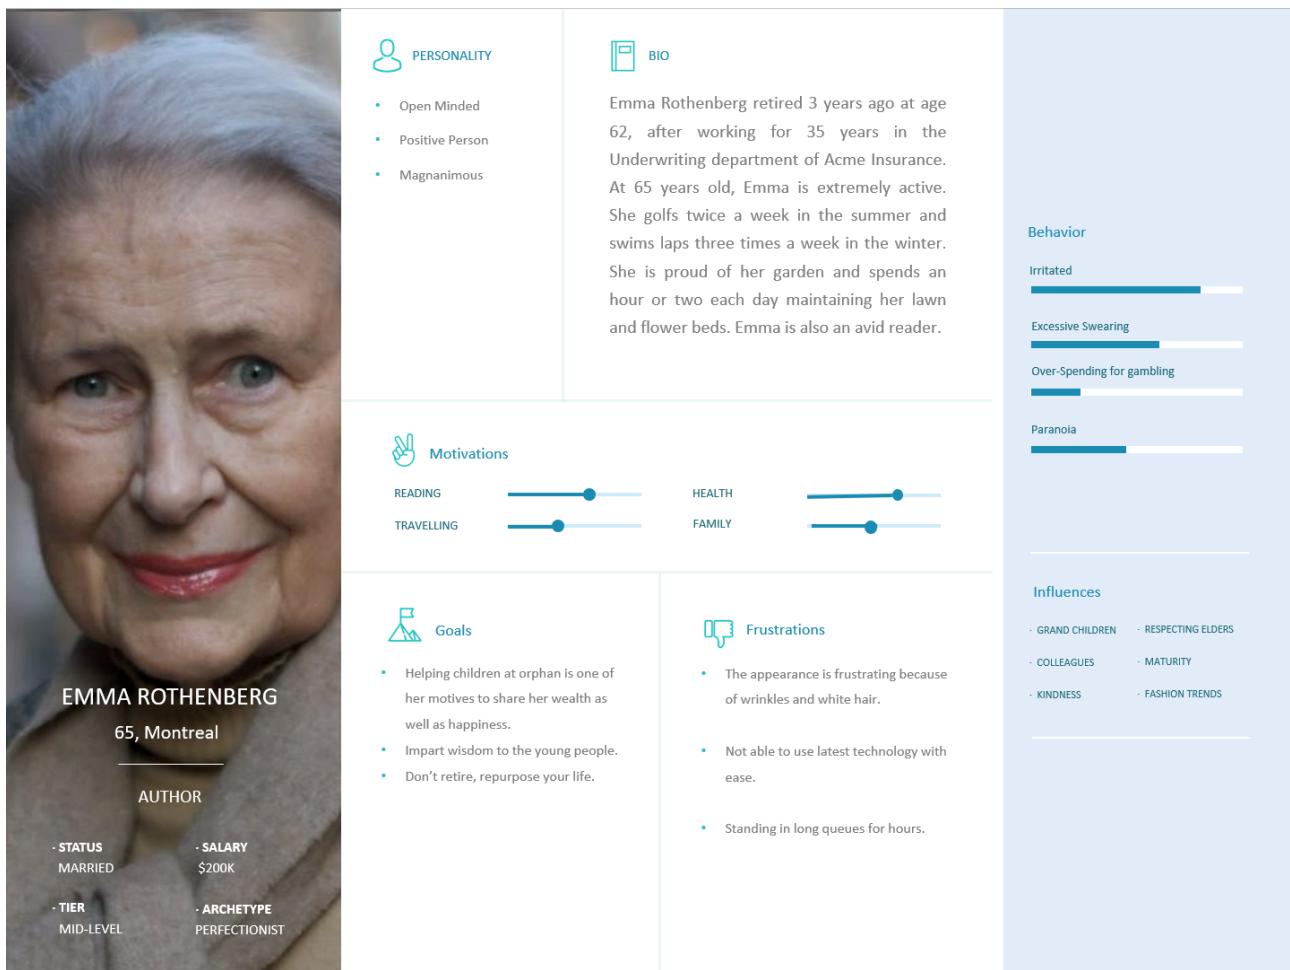 EMMA ROTHENBERG
65, Montreal
AUTHOR
· STATUS
MARRIED
· SALARY
$200K
· TIER
MID-LEVEL
· ARCHETYPE
PERFECTIONIST
PERSONALITY
• Open Minded
• Positive Person
• Magnanimous
BIO
Emma Rothenberg retired 3 years ago at age
62, after working for 35 years in the
Underwriting department of Acme Insurance.
At 65 years old, Emma is extremely active.
She golfs twice a week in the summer and
swims laps three times a week in the winter.
She is proud of her garden and spends an
hour or two each day maintaining her lawn
and flower beds. Emma is also an avid reader.
Motivations
READING
TRAVELLING
HEALTH
FAMILY
Goals
• Helping children at orphan is one of
her motives to share her wealth as
well as happiness.
• Impart wisdom to the young people.
• Don't retire, repurpose your life.
Frustrations
• The appearance is frustrating because
of wrinkles and white hair.
• Not able to use latest technology with
ease.
• Standing in long queues for hours.
Behavior
Irritated
Excessive Swearing
Over-Spending for gambling
Paranoia
Influences
· GRAND CHILDREN
· RESPECTING ELDERS
· COLLEAGUES
· MATURITY
· KINDNESS
· FASHION TRENDS